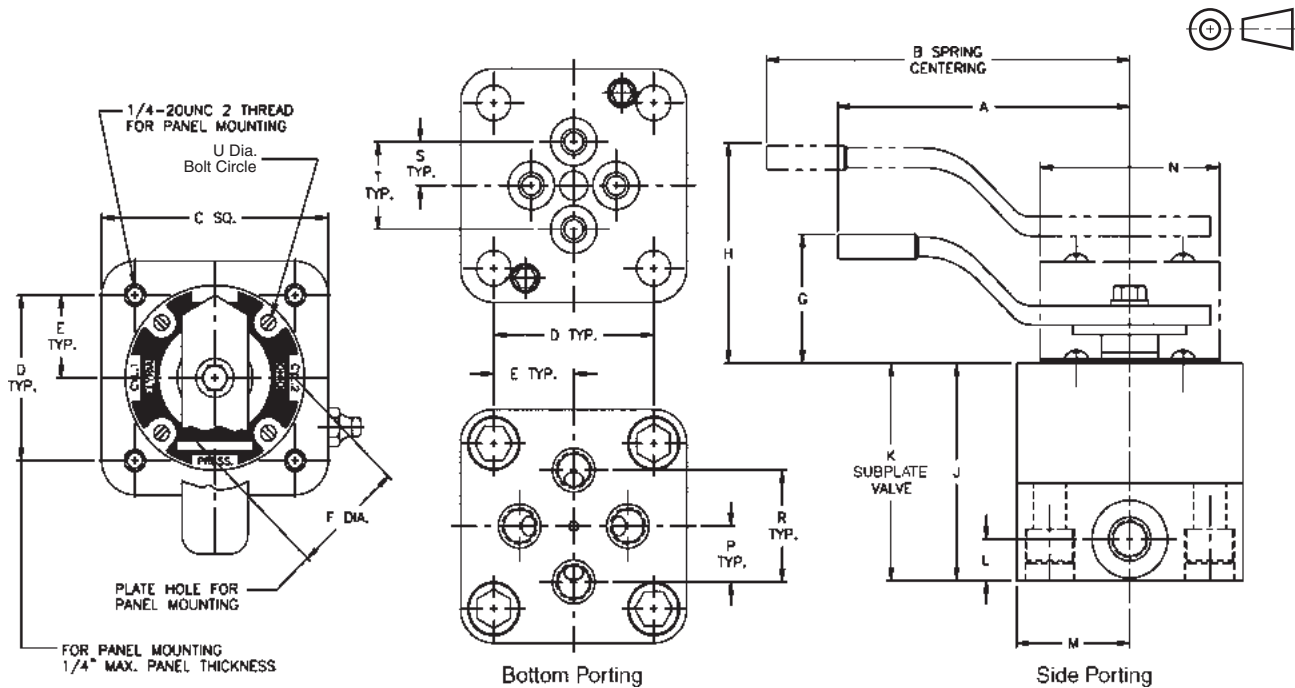 1/4-20UNC 2 THREAD
FOR PANEL MOUNTING
U Dia.
Bolt Circle
C SQ.
E
TYP.
D
TYP.
PRESS.
F DIA.
PLATE HOLE FOR
PANEL MOUNTING
FOR PANEL MOUNTING
1/4" MAX. PANEL THICKNESS
S
TYP.
T
TYP.
D TYP.
E TYP.
R
TYP.
P
TYP.
Bottom Porting
B SPRING
CENTERING
A
N
H
G
K
SUBPLATE
VALVE
J
L
M
Side Porting